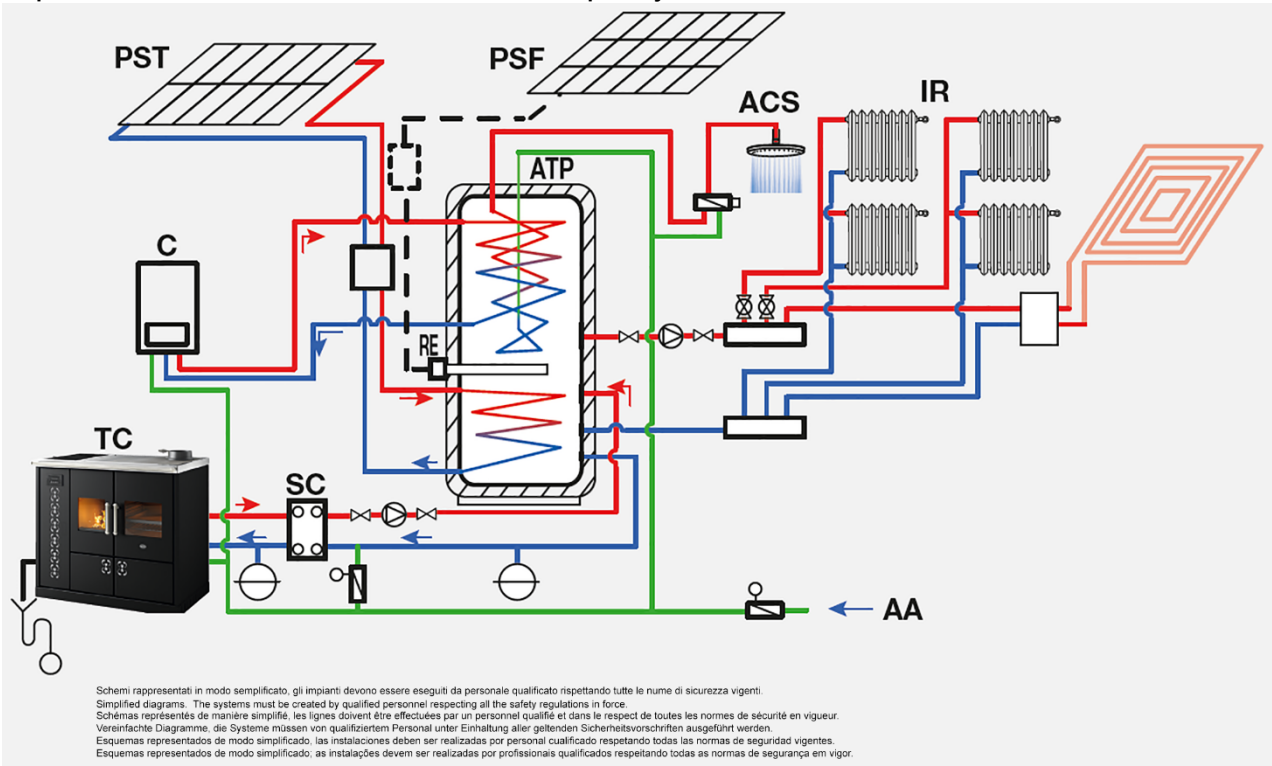 PST
PSF
ACS
IR
ATP
C
RE
TC
SC
AA
Schemi rappresentati in modo semplificato, gli impianti devono essere eseguiti da personale qualificato rispettando tutte le nume di sicurezza vigenti.
Simplified diagrams. The systems must be created by qualified personnel respecting all the safety regulations in force.
Schémas représentés de manière simplifié, les lignes doivent être effectuées par un personnel qualifié et dans le respect de toutes les normes de sécurité en vigueur.
Vereinfachte Diagramme, die Systeme müssen von qualifiziertem Personal unter Einhaltung aller geltenden Sicherheitsvorschriften ausgeführt werden.
Esquemas representados de modo simplificado, las instalaciones deben ser realizadas por personal cualificado respetando todas las normas de seguridad vigentes.
Esquemas representados de modo simplificado; as instalações devem ser realizadas por profissionais qualificados respeitando todas as normas de segurança em vigor.